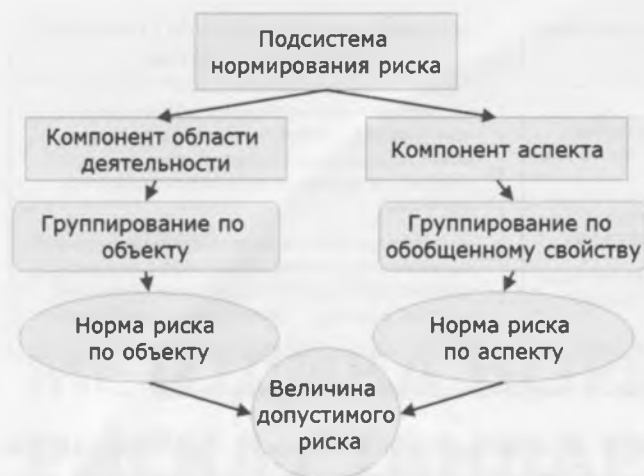 Подсистема
нормирования риска
Компонент области
деятельности
Компонент аспекта
Группирование по
объекту
Группирование по
обобщенному свойству
Норма риска
по объекту
Норма риска
по аспекту
Величина
допустимого
риска